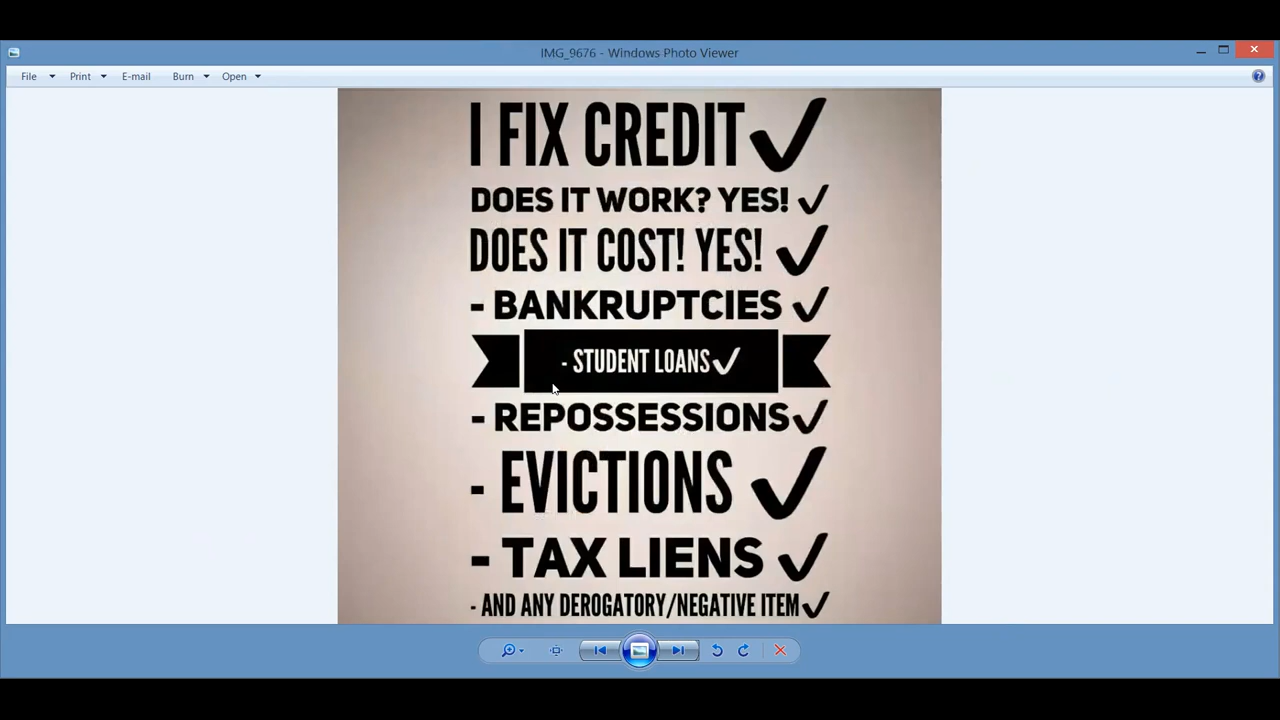 IMG_9676 - Windows Photo Viewer
File Print E-mail Burn Open
I FIX CREDIT✔
DOES IT WORK? YES! ✔
DOES IT COST! YES! ✔
- BANKRUPTCIES ✔
- STUDENT LOANS✔
- REPOSSESSIONS✔
- EVICTIONS ✔
- TAX LIENS ✔
- AND ANY DEROGATORY/NEGATIVE ITEM✔